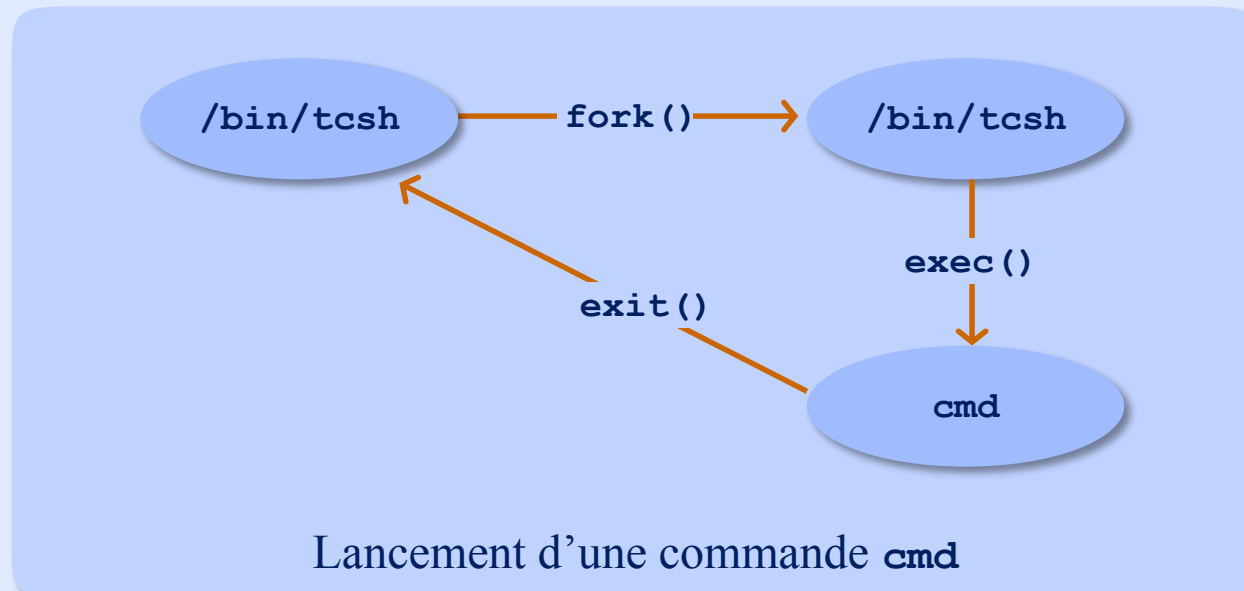 /bin/tcsh fork() /bin/tcsh
exec()
exit()
cmd
Lancement d’une commande cmd